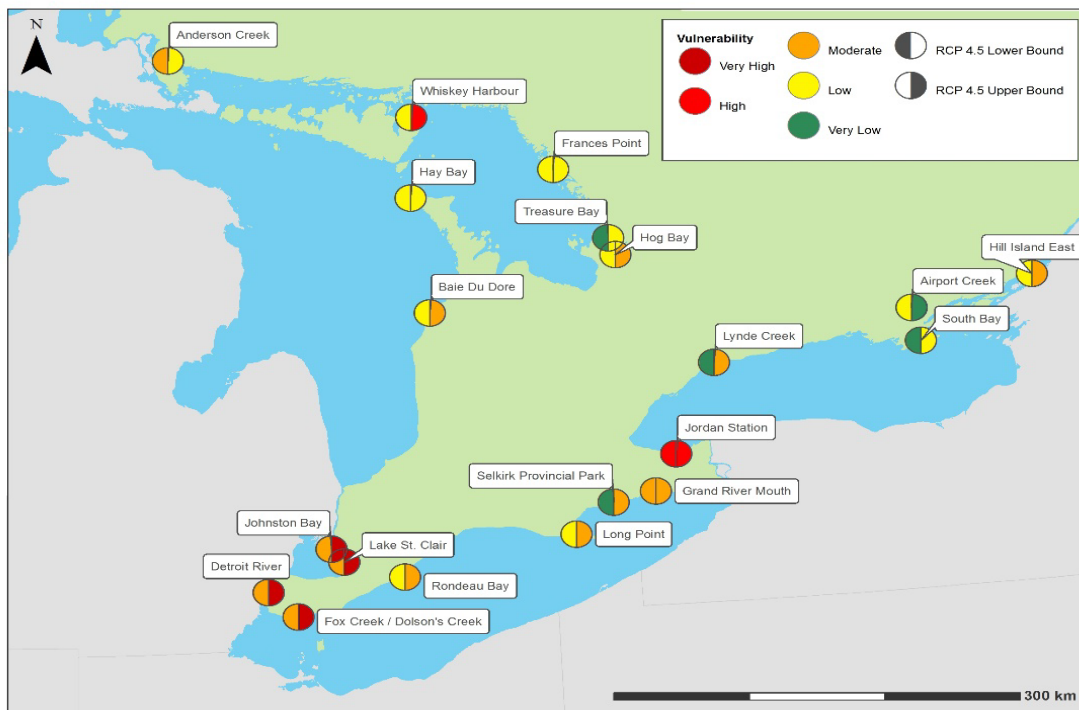 N
Anderson Creek
Vulnerability
Very High
High
Moderate
Low
Very Low
RCP 4.5 Lower Bound
RCP 4.5 Upper Bound
Whiskey Harbour
Frances Point
Hay Bay
Treasure Bay
Hog Bay
Hill Island East
Airport Creek
Baie Du Dore
South Bay
Lynde Creek
Jordan Station
Selkirk Provincial Park
Grand River Mouth
Johnston Bay
Long Point
Lake St. Clair
Detroit River
Rondeau Bay
Fox Creek / Dolson's Creek
300 km